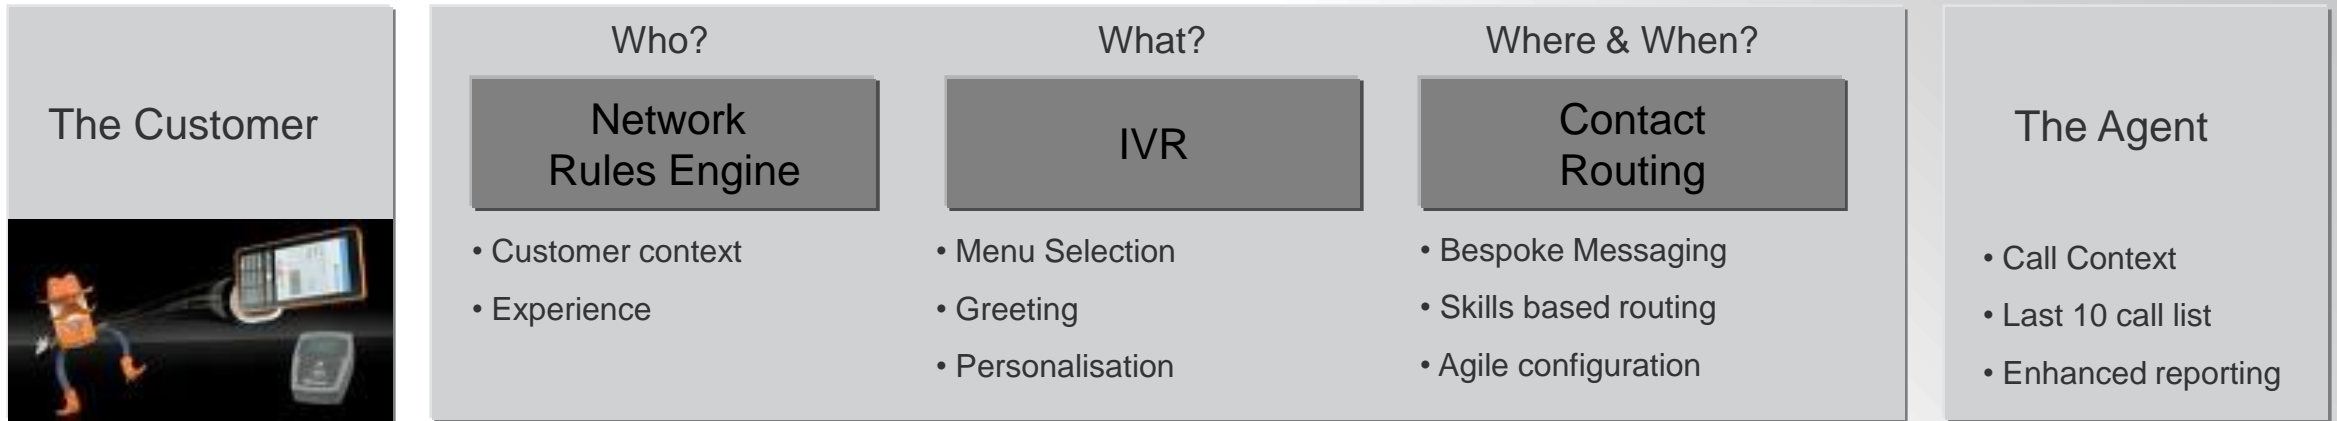 The Customer
Who?
Network
Rules Engine
• Customer context
• Experience
What?
IVR
• Menu Selection
• Greeting
• Personalisation
Where & When?
Contact
Routing
• Bespoke Messaging
• Skills based routing
• Agile configuration
The Agent
• Call Context
• Last 10 call list
• Enhanced reporting